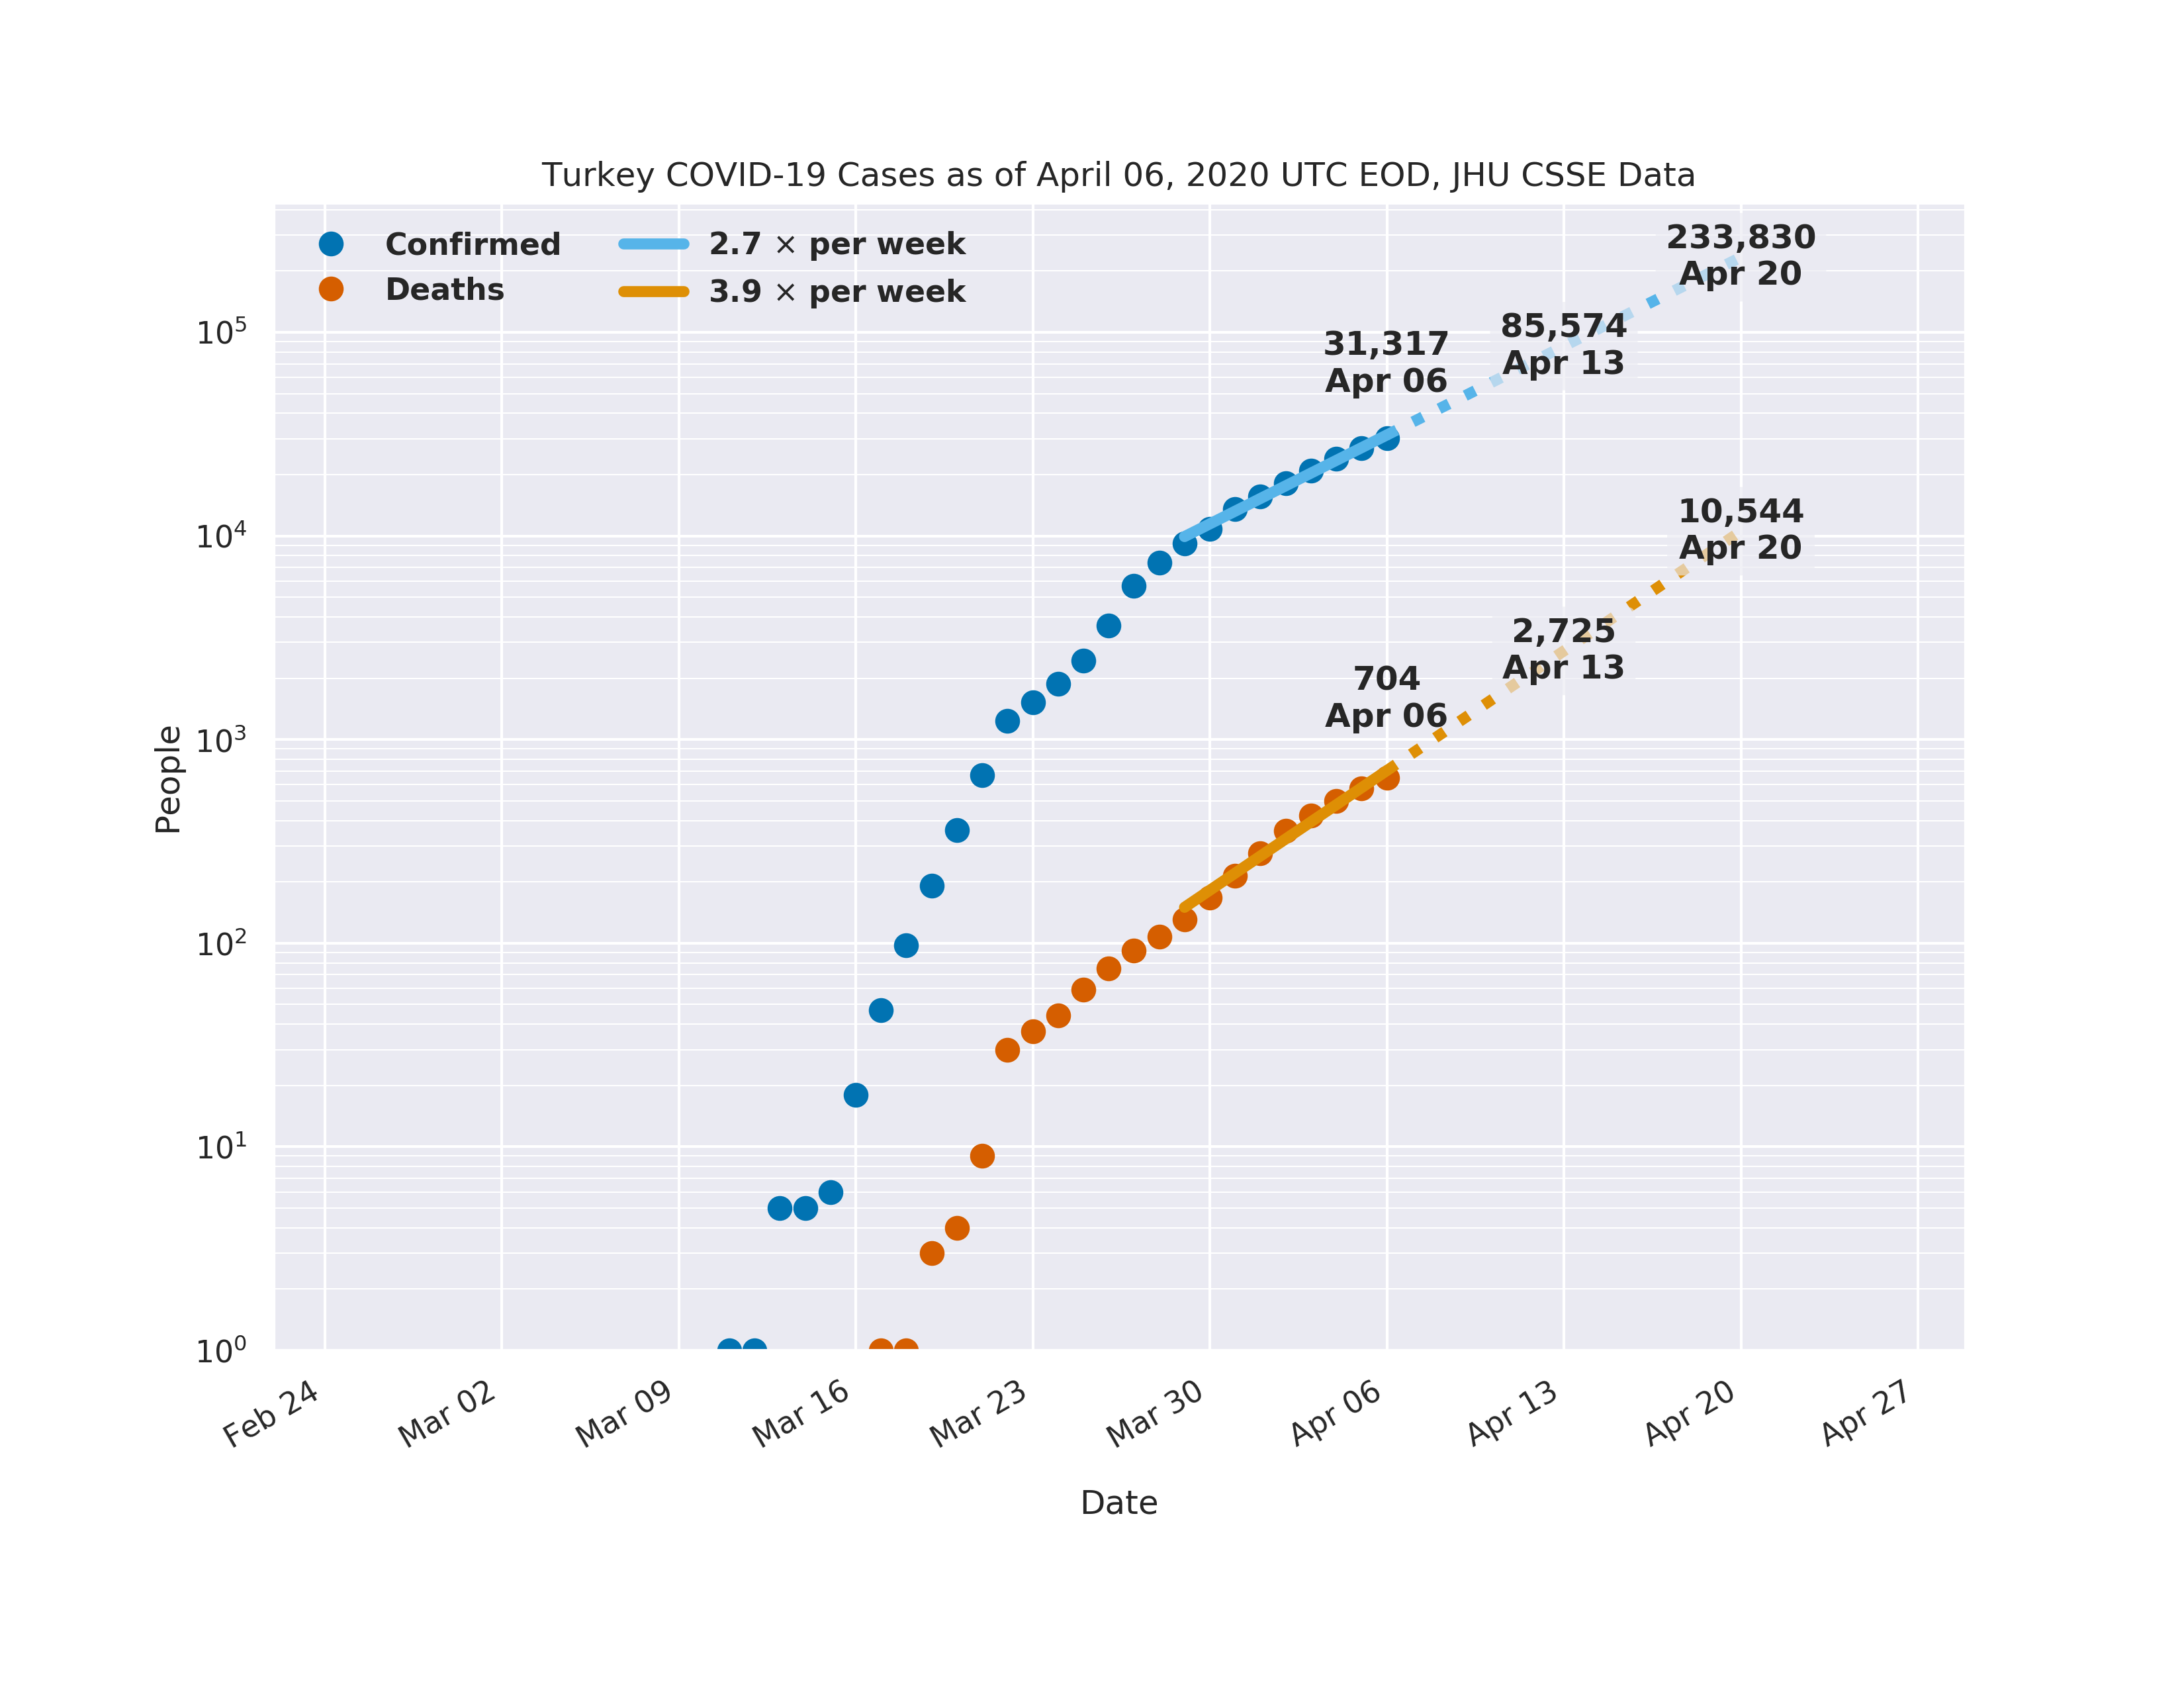 Turkey COVID-19 Cases as of April 06, 2020 UTC EOD, JHU CSSE Data
Confirmed
Deaths
2.7 × per week
3.9 × per week
233,830
Apr 20
85,574
Apr 13
31,317
Apr 06
10,544
Apr 20
2,725
Apr 13
704
Apr 06
People
10⁵
10⁴
10³
10²
10¹
10⁰
Feb 24
Mar 02
Mar 09
Mar 16
Mar 23
Mar 30
Apr 06
Apr 13
Apr 20
Apr 27
Date